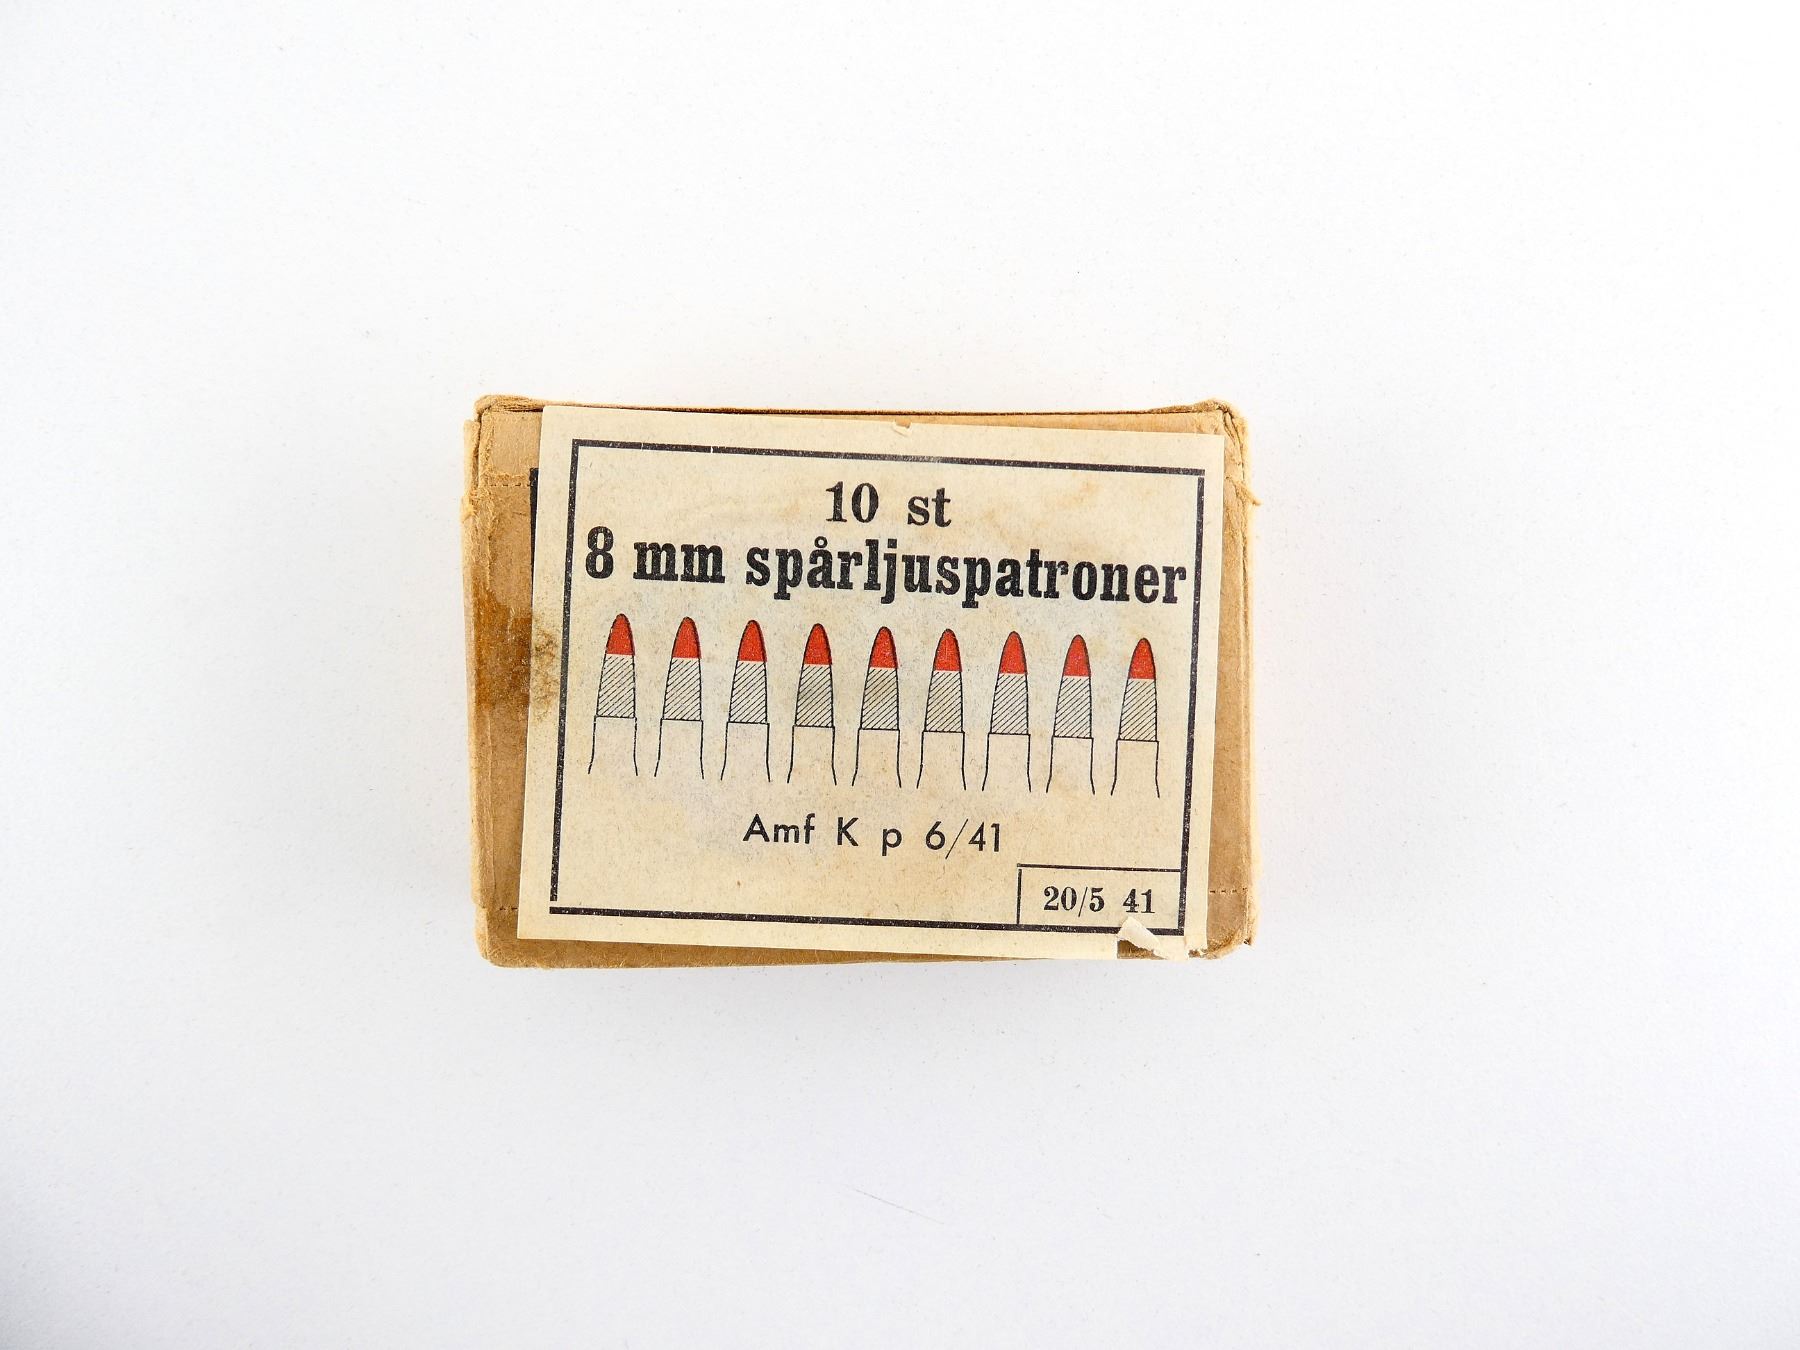 10 st
8 mm spårljuspatroner
Amf K p 6/41
20/5 41